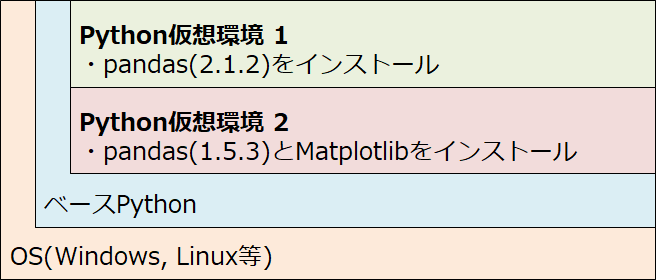 Python仮想環境 1
・pandas(2.1.2)をインストール
Python仮想環境 2
・pandas(1.5.3)とMatplotlibをインストール
ベースPython
OS(Windows, Linux等)